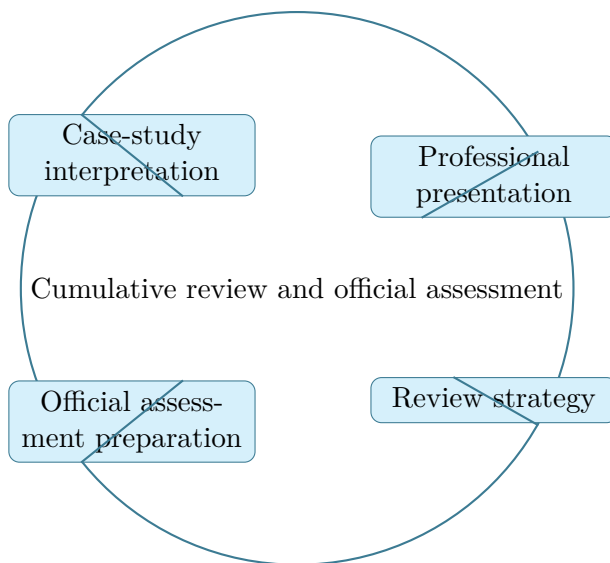 Case-study
interpretation
Professional
presentation
Cumulative review and official assessment
Official assess-
ment preparation
Review strategy